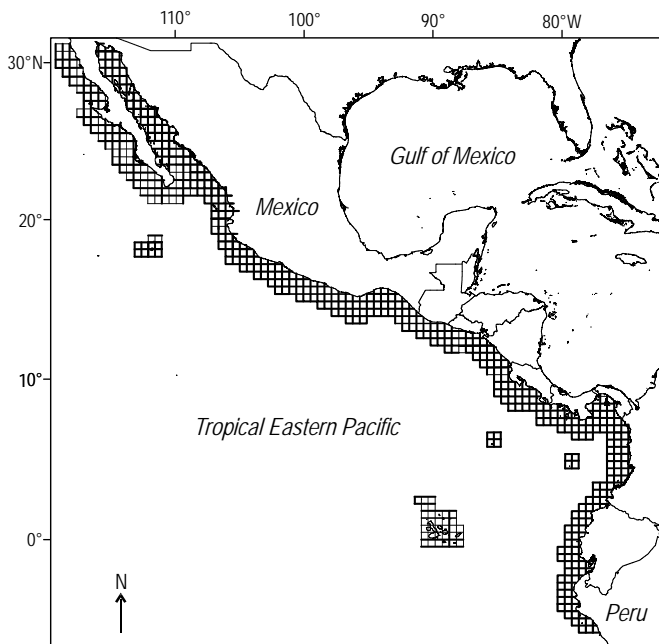 110° 100° 90° 80°W
30°N
Gulf of Mexico
Mexico
20°
10°
Tropical Eastern Pacific
0°
N
Peru